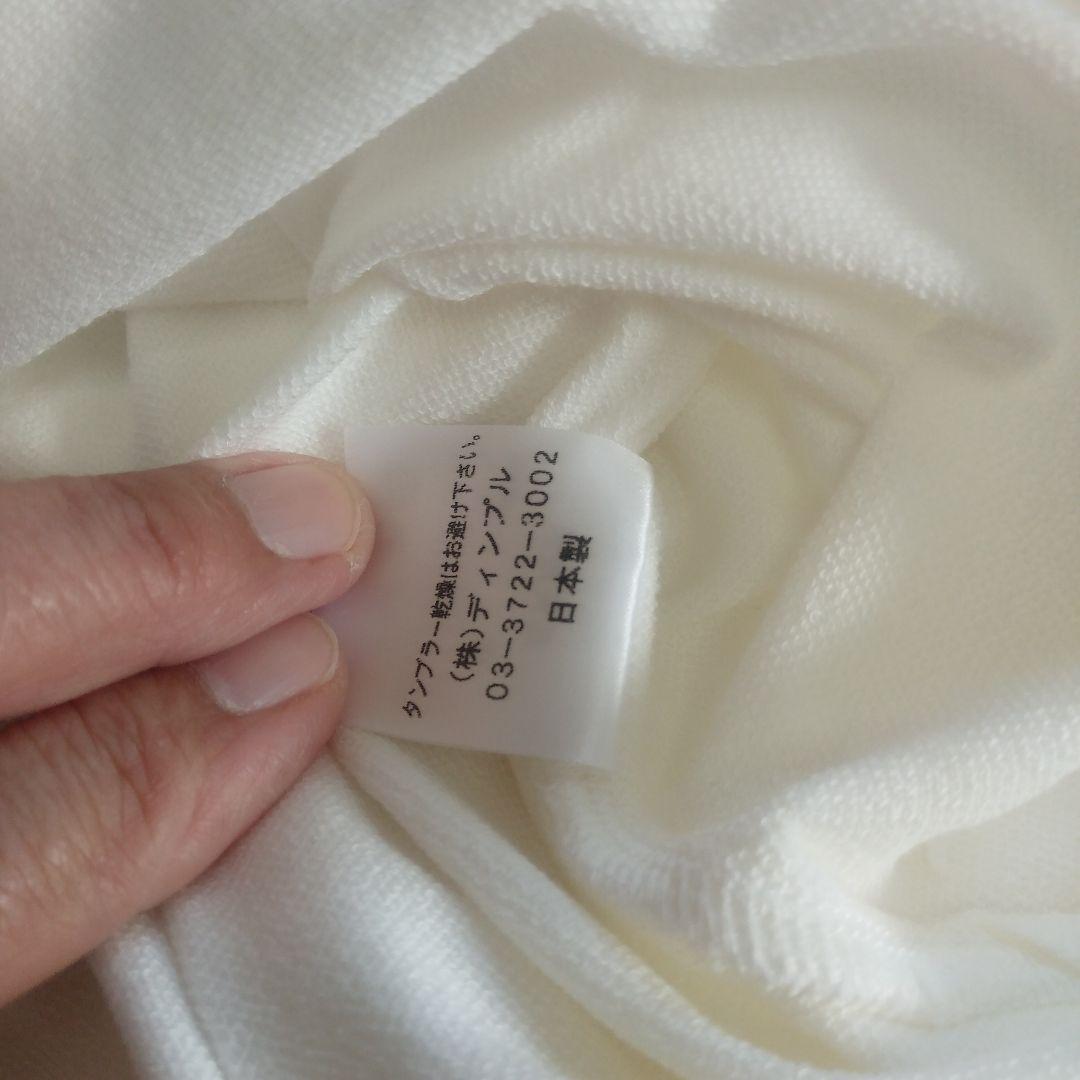 タンブラー乾燥はお避け下さい。
(株)ディンプル
03-3722-3002
日本製